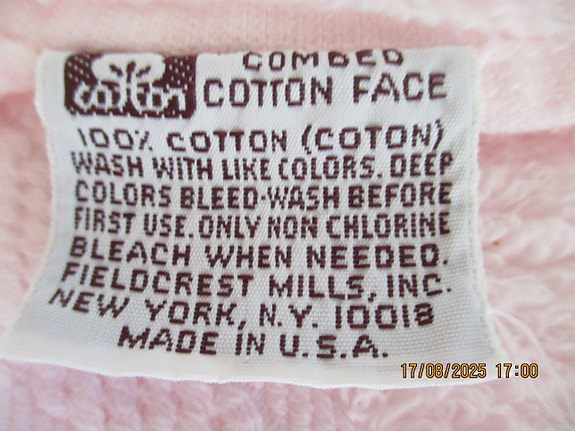 COMBED
cotton COTTON FACE
100% COTTON (COTON)
WASH WITH LIKE COLORS. DEEP
COLORS BLEED-WASH BEFORE
FIRST USE. ONLY NON CHLORINE
BLEACH WHEN NEEDED.
FIELDCREST MILLS, INC.
NEW YORK, N.Y. 10018
MADE IN U.S.A.
17/08/2025 17:00